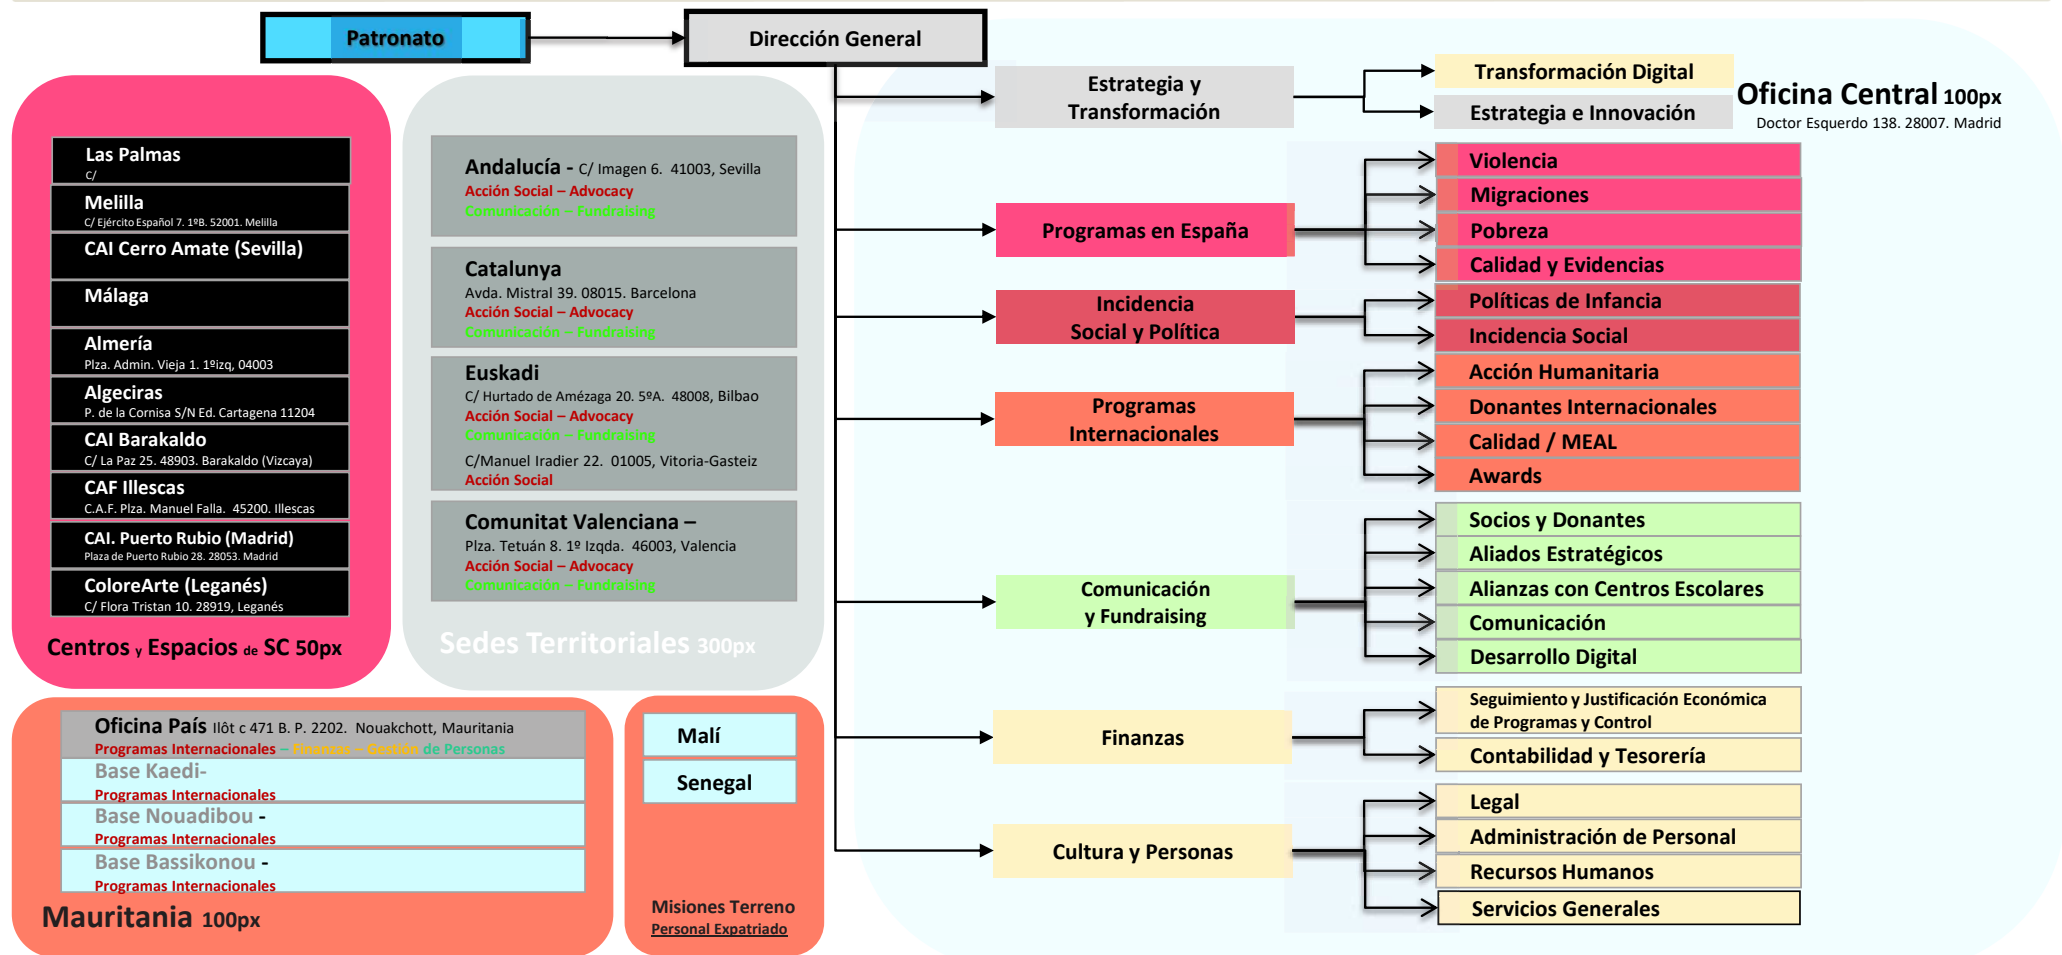 Patronato
Dirección General
Las Palmas
C/
Melilla
C/ Ejército Español 7. 1ºB. 52001. Melilla
CAI Cerro Amate (Sevilla)
Málaga
Almería
Plza. Admin. Vieja 1. 1ºizq, 04003
Algeciras
P. de la Cornisa S/N Ed. Cartagena 11204
CAI Barakaldo
C/ La Paz 25. 48903. Barakaldo (Vizcaya)
CAF Illescas
C.A.F. Plza. Manuel Falla. 45200. Illescas
CAI. Puerto Rubio (Madrid)
Plaza de Puerto Rubio 28. 28053. Madrid
ColoreArte (Leganés)
C/ Flora Tristan 10. 28919, Leganés
Centros y Espacios de SC 50px
Andalucía - C/ Imagen 6. 41003, Sevilla
Acción Social – Advocacy
Comunicación – Fundraising
Catalunya
Avda. Mistral 39. 08015. Barcelona
Acción Social – Advocacy
Comunicación – Fundraising
Euskadi
C/ Hurtado de Amézaga 20. 5ºA. 48008, Bilbao
Acción Social – Advocacy
Comunicación – Fundraising
C/Manuel Iradier 22. 01005, Vitoria-Gasteiz
Acción Social
Comunitat Valenciana –
Plza. Tetuán 8. 1º Izqda. 46003, Valencia
Acción Social – Advocacy
Comunicación – Fundraising
Sedes Territoriales 300px
Oficina País Ilôt c 471 B. P. 2202. Nouakchott, Mauritania
Programas Internacionales – Finanzas – Gestión de Personas
Base Kaedi-
Programas Internacionales
Base Nouadibou -
Programas Internacionales
Base Bassikonou -
Programas Internacionales
Mauritania 100px
Malí
Senegal
Misiones Terreno
Personal Expatriado
Oficina Central 100px
Doctor Esquerdo 138. 28007. Madrid
Estrategia y
Transformación
Transformación Digital
Estrategia e Innovación
Programas en España
Violencia
Migraciones
Pobreza
Calidad y Evidencias
Incidencia
Social y Política
Políticas de Infancia
Incidencia Social
Programas
Internacionales
Acción Humanitaria
Donantes Internacionales
Calidad / MEAL
Awards
Comunicación
y Fundraising
Socios y Donantes
Aliados Estratégicos
Alianzas con Centros Escolares
Comunicación
Desarrollo Digital
Finanzas
Seguimiento y Justificación Económica
de Programas y Control
Contabilidad y Tesorería
Cultura y Personas
Legal
Administración de Personal
Recursos Humanos
Servicios Generales